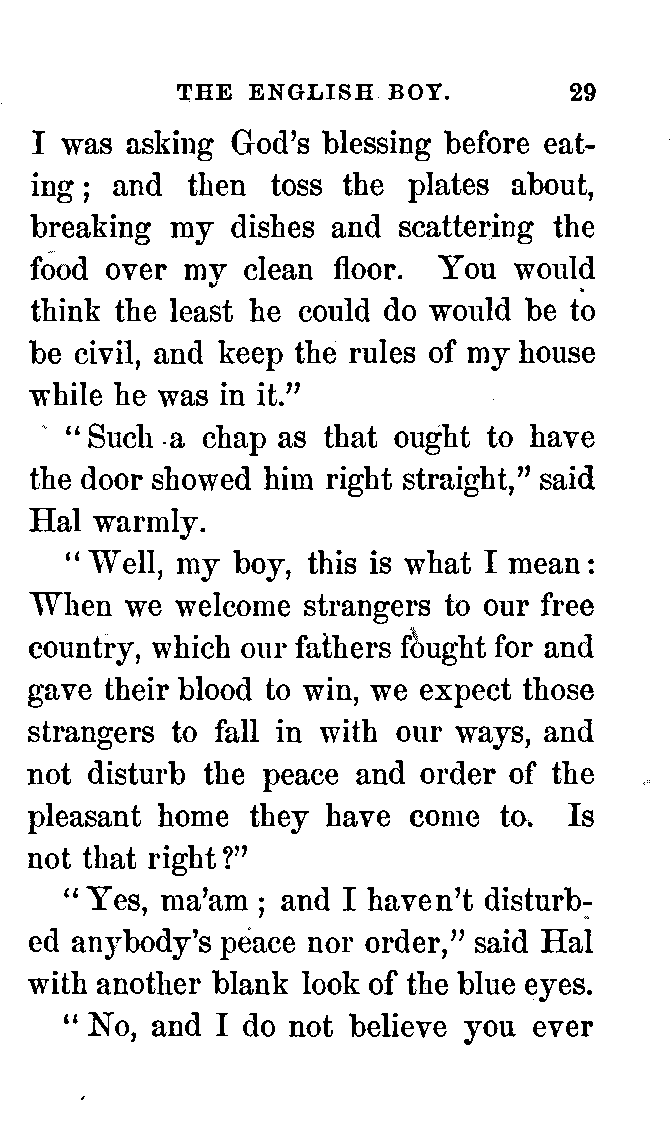 THE ENGLISH BOY. 29
I was asking God's blessing before eat-
ing; and then toss the plates about,
breaking my dishes and scattering the
food over my clean floor. You would
think the least he could do would be to
be civil, and keep the rules of my house
while he was in it."
"Such a chap as that ought to have
the door showed him right straight," said
Hal warmly.
"Well, my boy, this is what I mean:
When we welcome strangers to our free
country, which our fathers fought for and
gave their blood to win, we expect those
strangers to fall in with our ways, and
not disturb the peace and order of the
pleasant home they have come to. Is
not that right?"
"Yes, ma'am; and I haven't disturb-
ed anybody's peace nor order," said Hal
with another blank look of the blue eyes.
"No, and I do not believe you ever